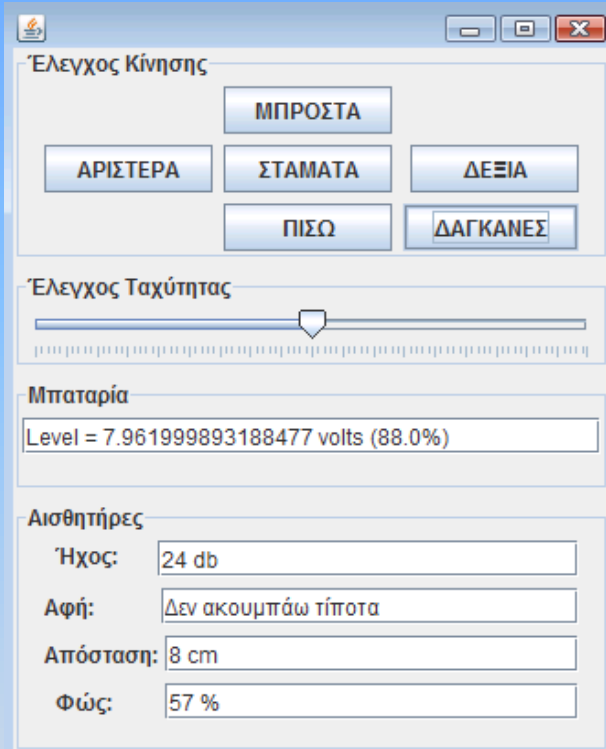 Έλεγχος Κίνησης
ΜΠΡΟΣΤΑ
ΑΡΙΣΤΕΡΑ ΣΤΑΜΑΤΑ ΔΕΞΙΑ
ΠΙΣΩ ΔΑΓΚΑΝΕΣ
Έλεγχος Ταχύτητας
Μπαταρία
Level = 7.961999893188477 volts (88.0%)
Αισθητήρες
Ήχος: 24 db
Αφή: Δεν ακουμπάω τίποτα
Απόσταση: 8 cm
Φώς: 57 %